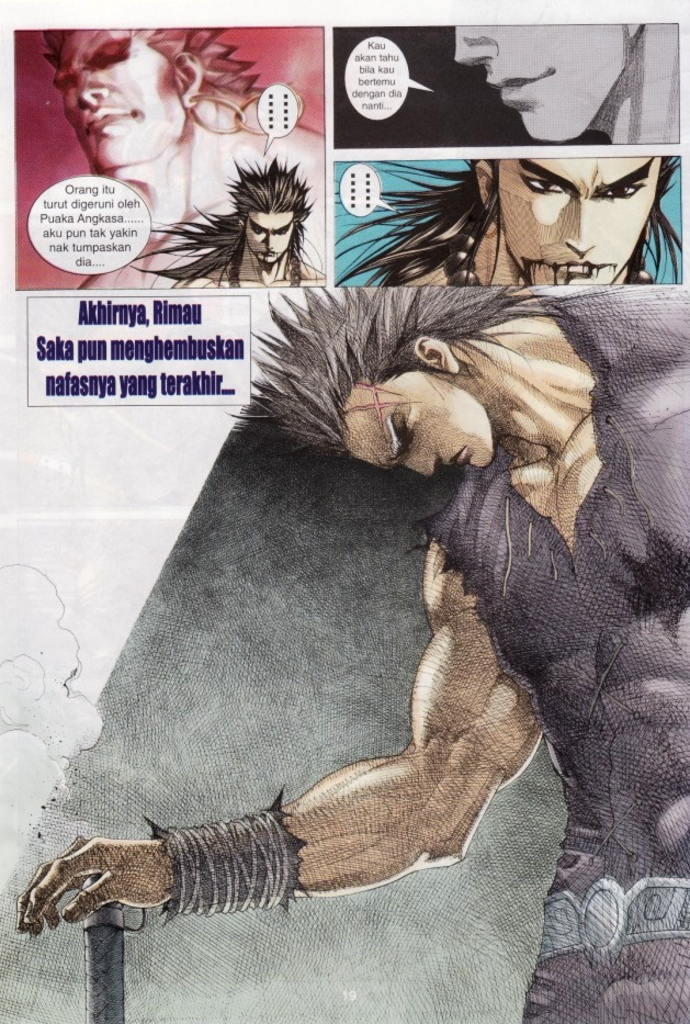 Orang itu
turut digeruni oleh
Puaka Angkasa......
aku pun tak yakin
nak tumpaskan
dia....
Kau
akan tahu
bila kau
bertemu
dengan dia
nanti...
Akhirnya, Rimau
Saka pun menghembuskan
nafasnya yang terakhir....
19